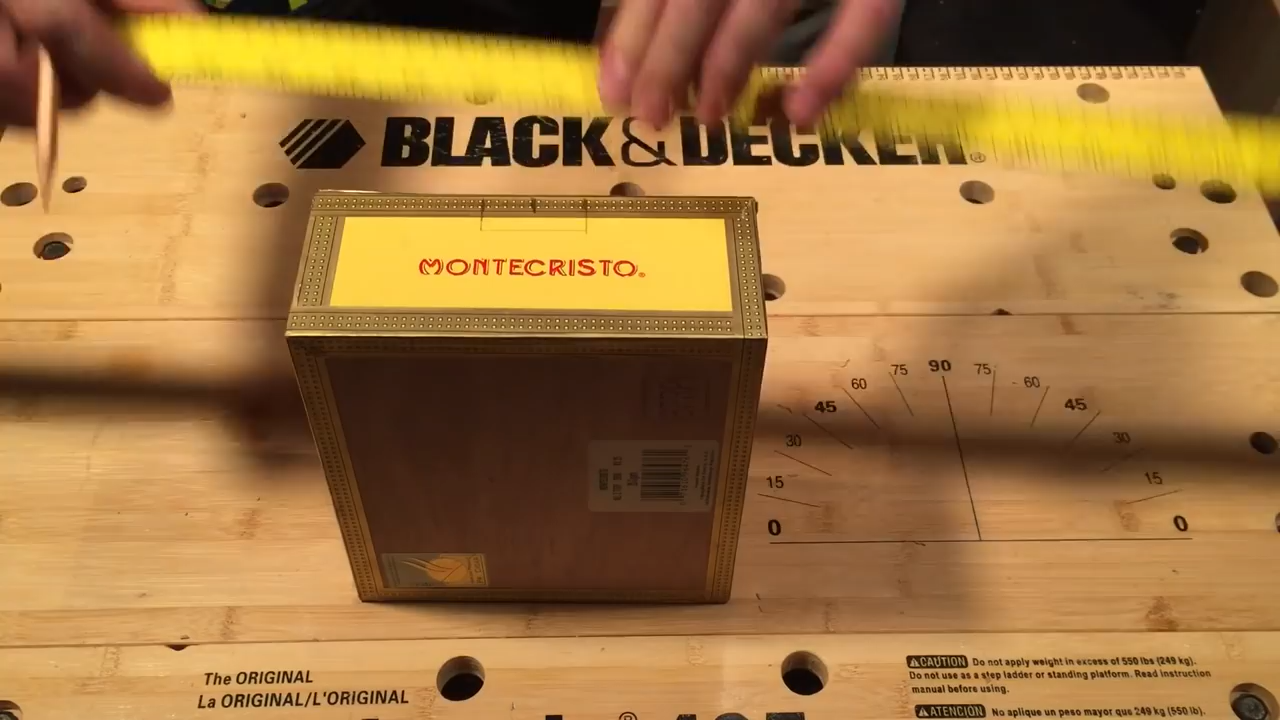 BLACK&DECKER®
MONTECRISTO®
90
75 75
60 60
45 45
30 30
15 15
0 0
The ORIGINAL
La ORIGINAL/L'ORIGINAL
CAUTION Do not apply weight in excess of 550 lbs (249 kg).
Do not use as a step ladder or standing platform. Read instruction
manual before using.
ATENCION No aplique un peso mayor que 249 kg (550 lb).